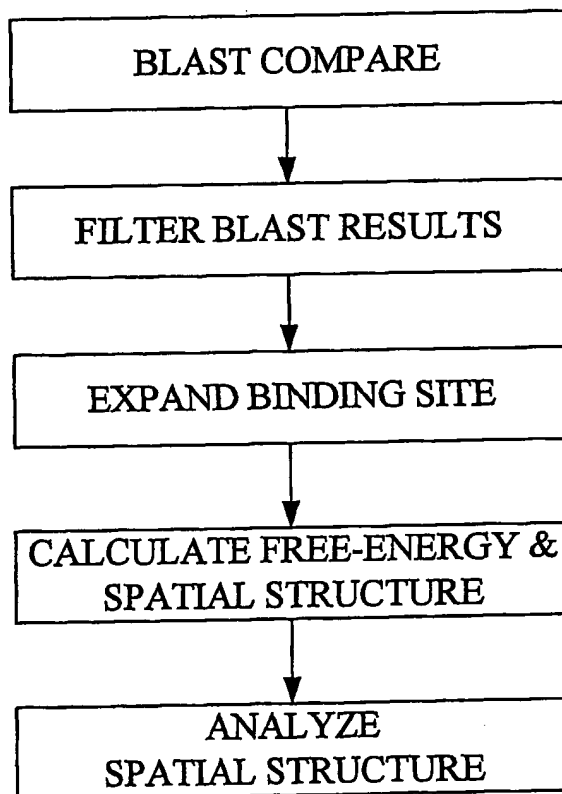 BLAST COMPARE
FILTER BLAST RESULTS
EXPAND BINDING SITE
CALCULATE FREE-ENERGY &
SPATIAL STRUCTURE
ANALYZE
SPATIAL STRUCTURE